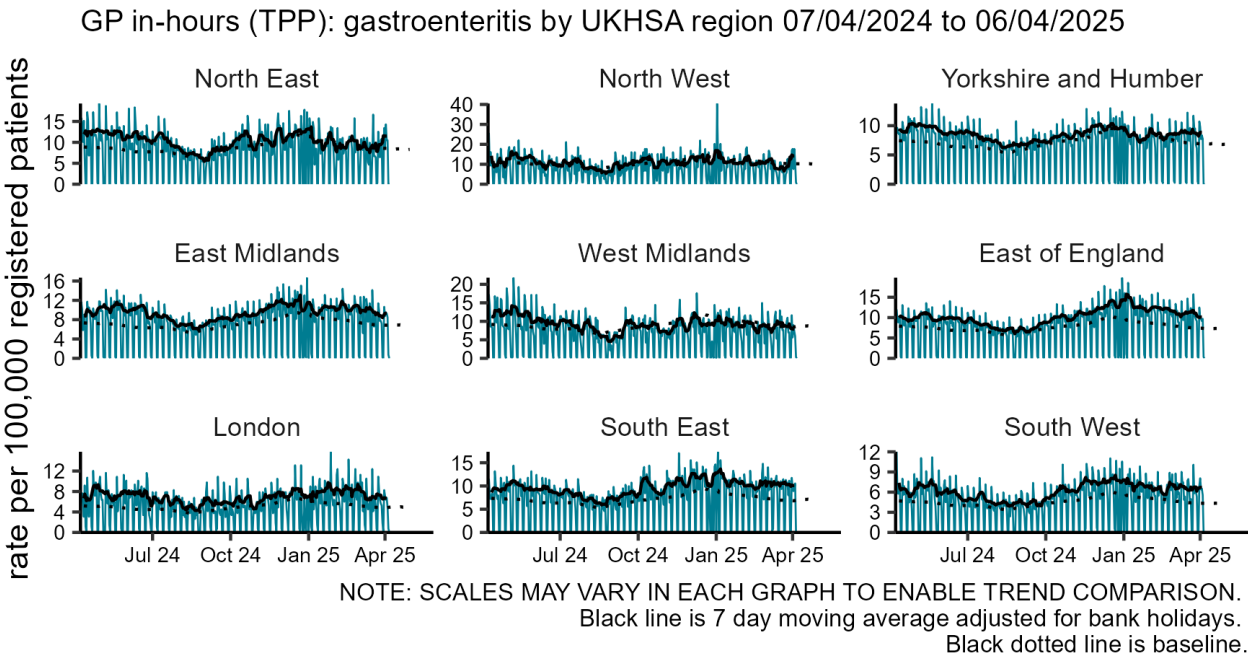 GP in-hours (TPP): gastroenteritis by UKHSA region 07/04/2024 to 06/04/2025
rate per 100,000 registered patients
North East
15
10
5
0
North West
40
30
20
10
0
Yorkshire and Humber
10
5
0
East Midlands
16
12
8
4
0
West Midlands
20
15
10
5
0
East of England
15
10
5
0
London
12
8
4
0
Jul 24 Oct 24 Jan 25 Apr 25
South East
15
10
5
0
Jul 24 Oct 24 Jan 25 Apr 25
South West
12
9
6
3
0
Jul 24 Oct 24 Jan 25 Apr 25
NOTE: SCALES MAY VARY IN EACH GRAPH TO ENABLE TREND COMPARISON.
Black line is 7 day moving average adjusted for bank holidays.
Black dotted line is baseline.